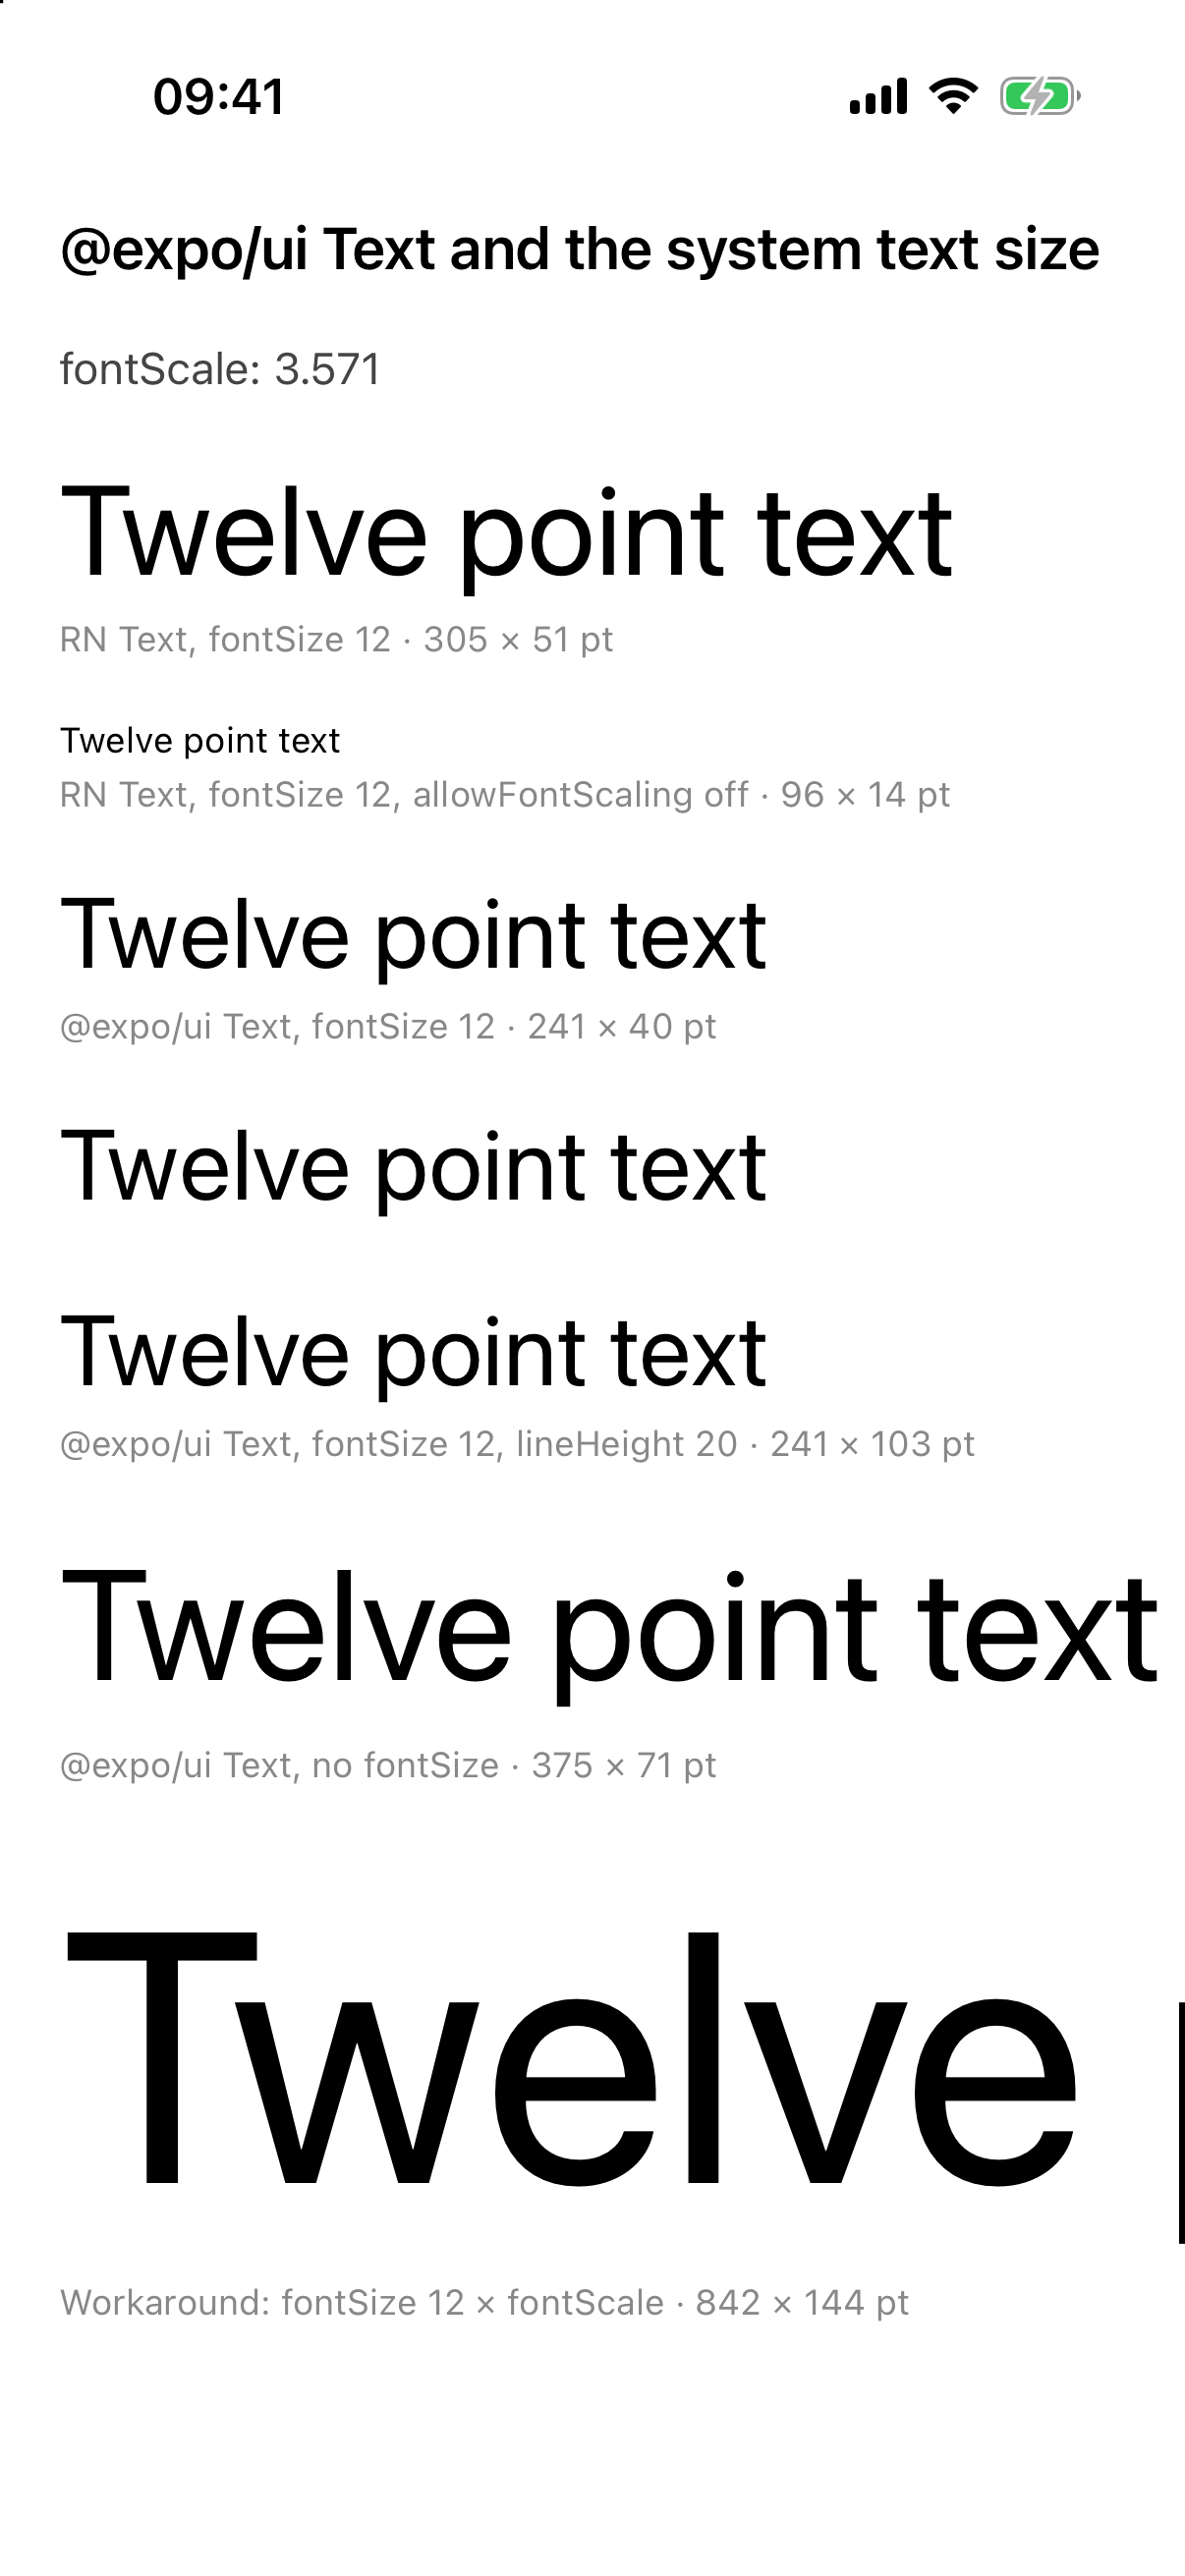 09:41
@expo/ui Text and the system text size
fontScale: 3.571
Twelve point text
RN Text, fontSize 12 · 305 × 51 pt
Twelve point text
RN Text, fontSize 12, allowFontScaling off · 96 × 14 pt
Twelve point text
@expo/ui Text, fontSize 12 · 241 × 40 pt
Twelve point text
Twelve point text
@expo/ui Text, fontSize 12, lineHeight 20 · 241 × 103 pt
Twelve point text
@expo/ui Text, no fontSize · 375 × 71 pt
Twelve
Workaround: fontSize 12 × fontScale · 842 × 144 pt